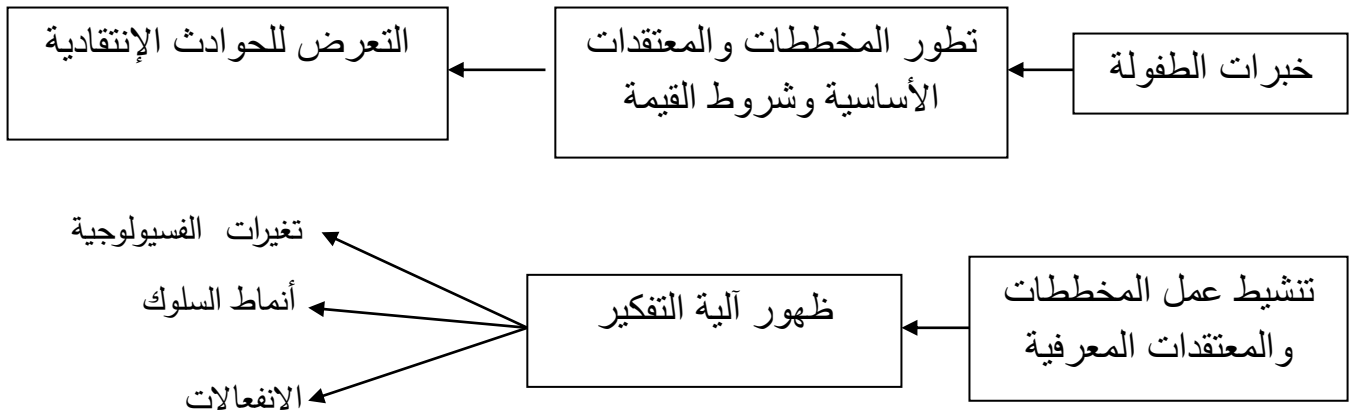 خبرات الطفولة
تطور المخططات والمعتقدات
الأساسية وشروط القيمة
التعرض للحوادث الإنتقادية
تنشيط عمل المخططات
والمعتقدات المعرفية
ظهور آلية التفكير
تغيرات الفسيولوجية
أنماط السلوك
الانفعالات